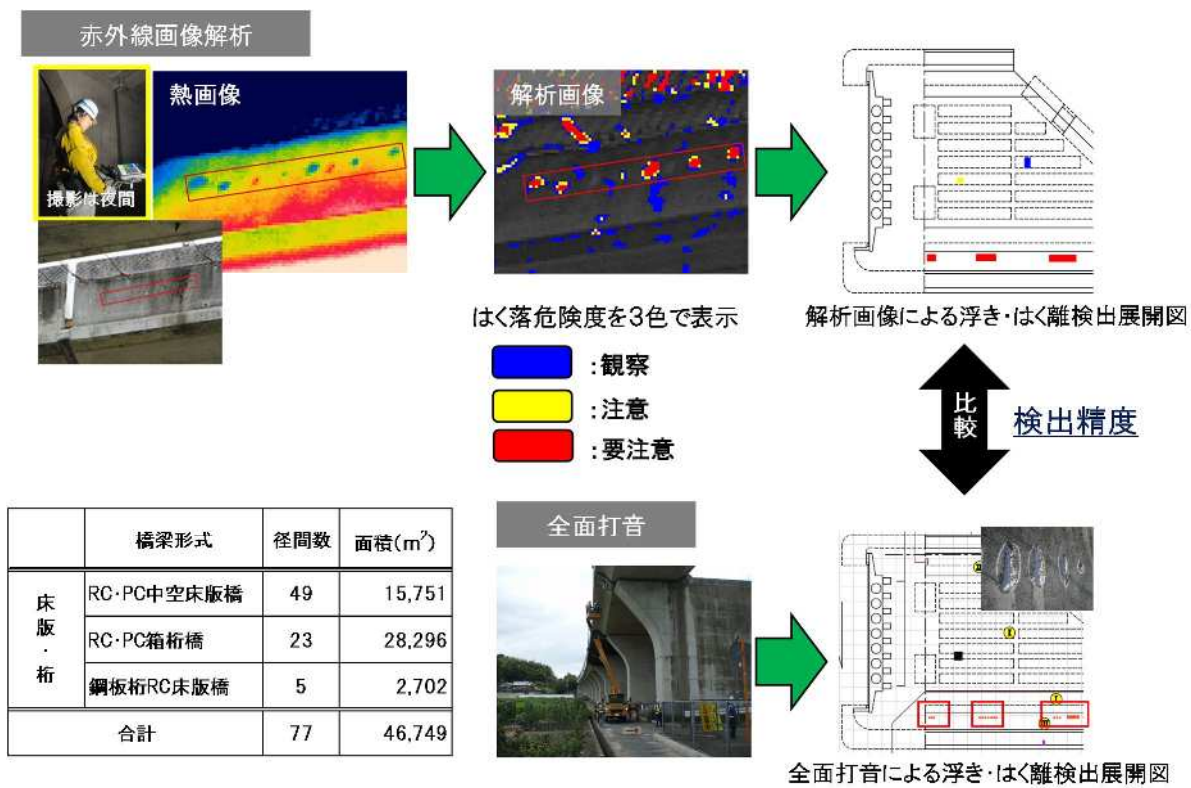 赤外線画像解析
熱画像
撮影は夜間
解析画像
はく落危険度を3色で表示
:観察
:注意
:要注意
解析画像による浮き・はく離検出展開図
比較
検出精度
橋梁形式 径間数 面積(m²)
床版・桁
RC・PC中空床版橋 49 15,751
RC・PC箱桁橋 23 28,296
鋼板桁RC床版橋 5 2,702
合計 77 46,749
全面打音
全面打音による浮き・はく離検出展開図